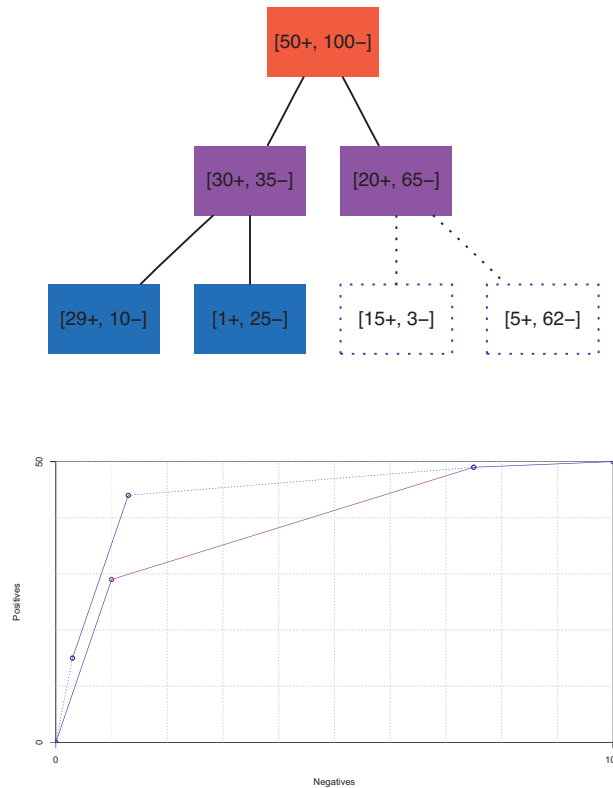 [50+, 100−]
[30+, 35−] [20+, 65−]
[29+, 10−] [1+, 25−] [15+, 3−] [5+, 62−]
50
Positives
0
0 10
Negatives